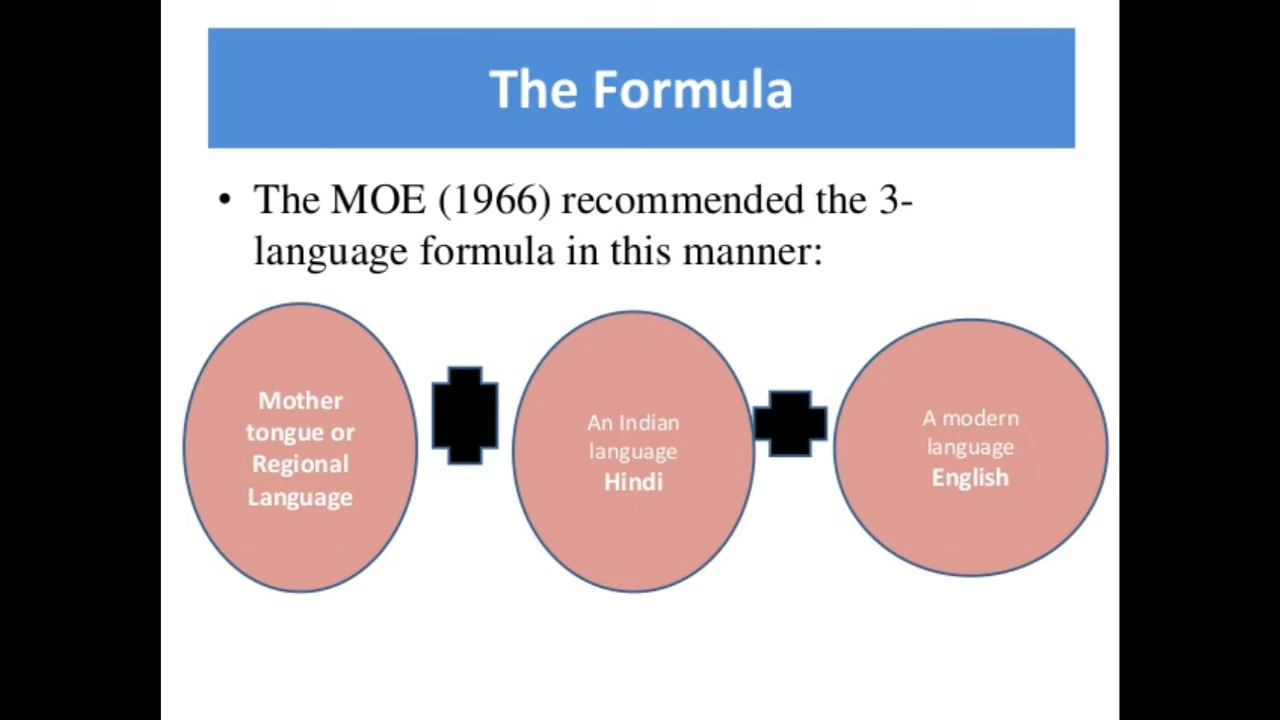 The Formula
• The MOE (1966) recommended the 3-
language formula in this manner:
Mother
tongue or
Regional
Language
An Indian
language
Hindi
A modern
language
English